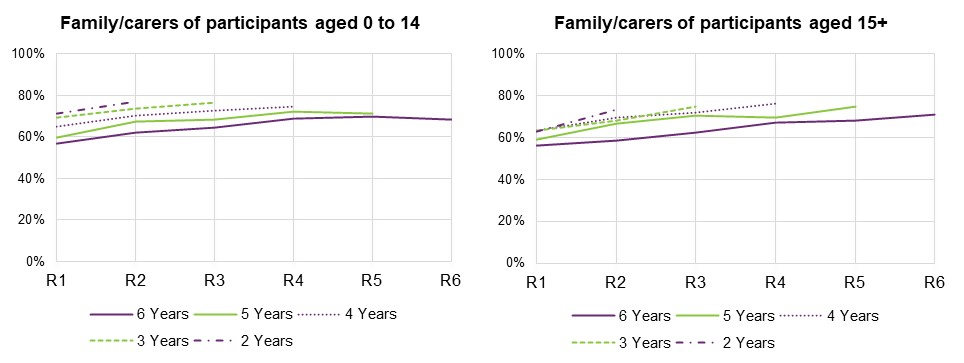 Family/carers of participants aged 0 to 14
100%
80%
60%
40%
20%
0%
R1 R2 R3 R4 R5 R6
6 Years 5 Years 4 Years
3 Years 2 Years
Family/carers of participants aged 15+
100%
80%
60%
40%
20%
0%
R1 R2 R3 R4 R5 R6
6 Years 5 Years 4 Years
3 Years 2 Years